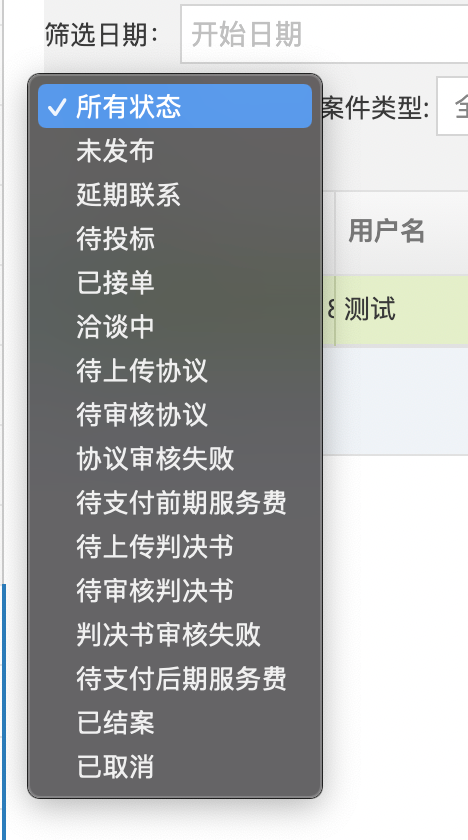 筛选日期：
开始日期
所有状态
案件类型:
未发布
延期联系
待投标
用户名
已接单
测试
洽谈中
待上传协议
待审核协议
协议审核失败
待支付前期服务费
待上传判决书
待审核判决书
判决书审核失败
待支付后期服务费
已结案
已取消